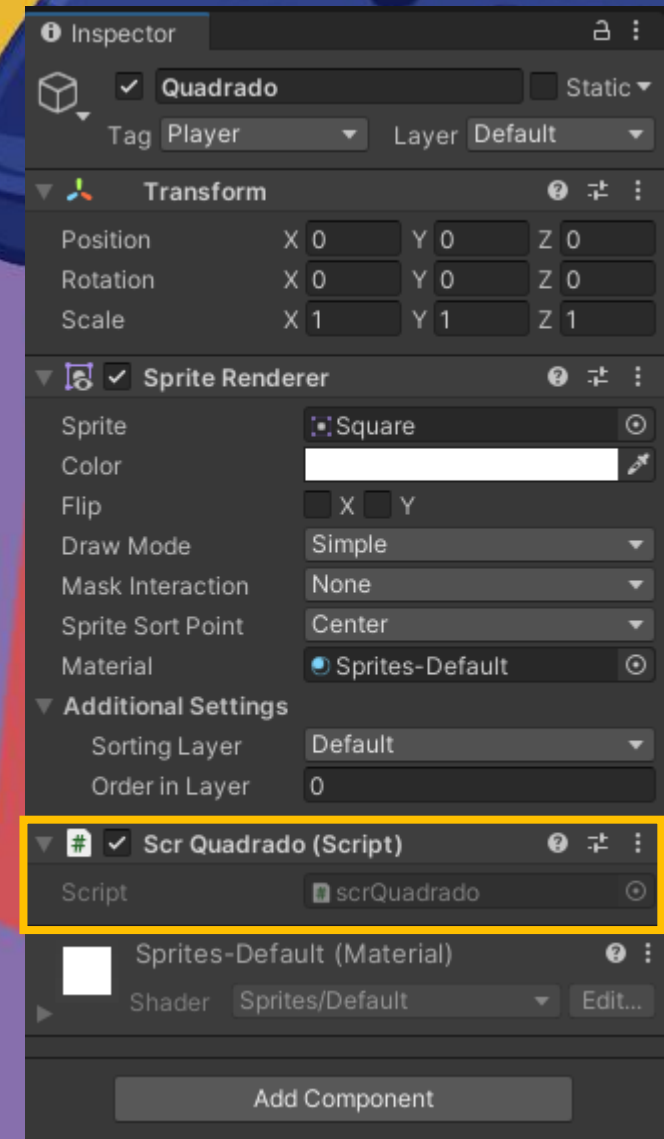 Inspector
Quadrado Static
Tag Player Layer Default
Transform
Position X 0 Y 0 Z 0
Rotation X 0 Y 0 Z 0
Scale X 1 Y 1 Z 1
Sprite Renderer
Sprite Square
Color
Flip X Y
Draw Mode Simple
Mask Interaction None
Sprite Sort Point Center
Material Sprites-Default
Additional Settings
Sorting Layer Default
Order in Layer 0
# Scr Quadrado (Script)
Script # scrQuadrado
Sprites-Default (Material)
Shader Sprites/Default Edit...
Add Component